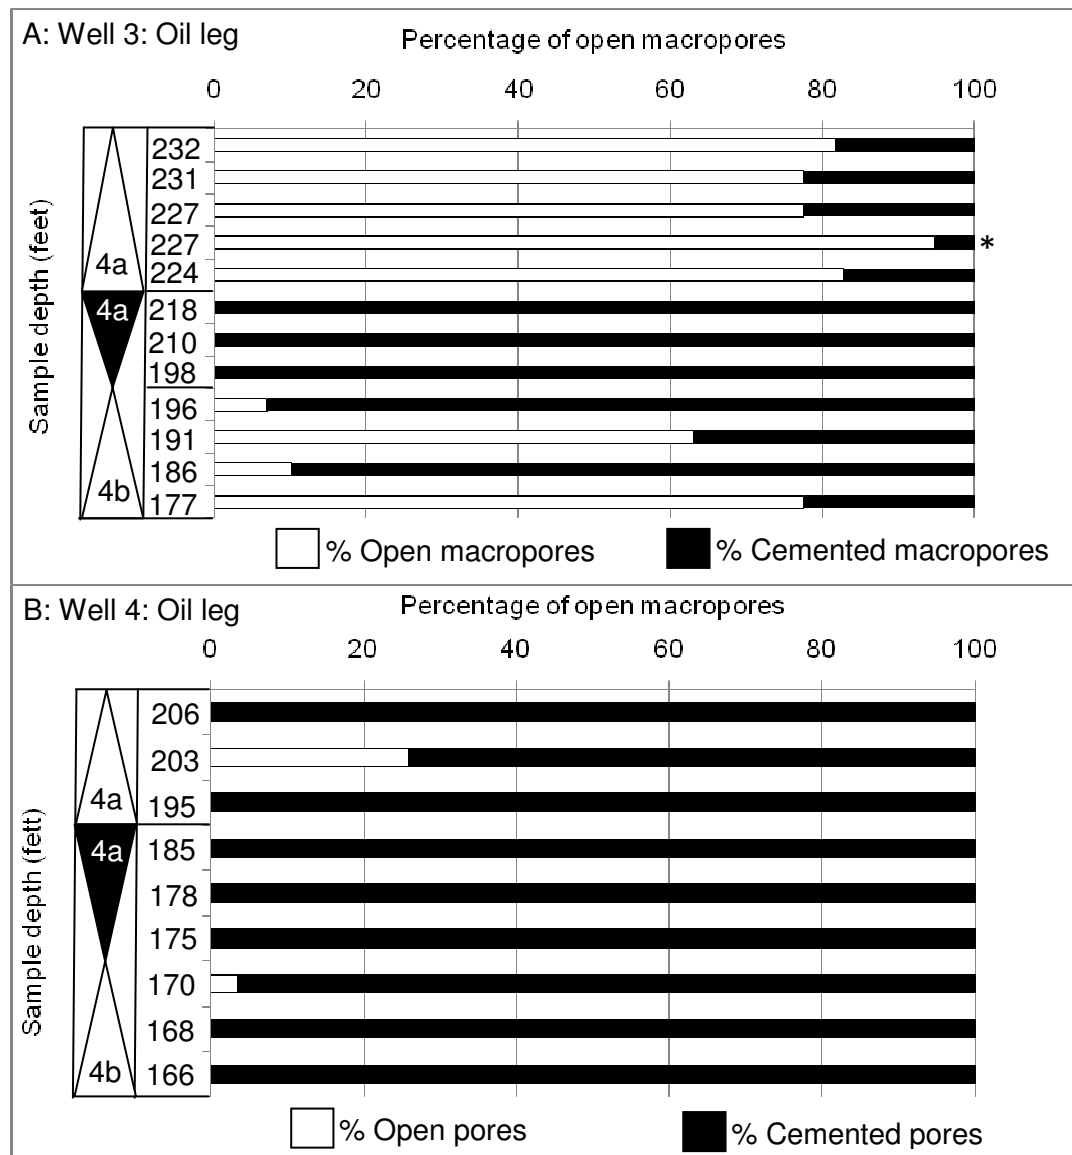 A: Well 3: Oil leg
Percentage of open macropores
0 20 40 60 80 100
Sample depth (feet)
232
231
227
227 *
4a
224
4a
218
210
198
196
191
186
4b
177
% Open macropores % Cemented macropores
B: Well 4: Oil leg
Percentage of open macropores
0 20 40 60 80 100
Sample depth (fett)
206
203
4a
195
4a
185
178
175
170
168
4b
166
% Open pores % Cemented pores